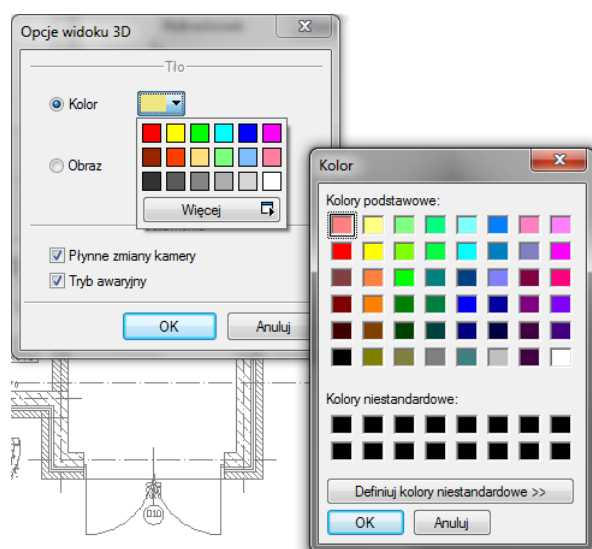 Opcje widoku 3D
Tło
Kolor
Obraz
Więcej
Płynne zmiany kamery
Tryb awaryjny
OK
Anuluj
Kolor
Kolory podstawowe:
Kolory niestandardowe:
Definiuj kolory niestandardowe >>
OK
Anuluj